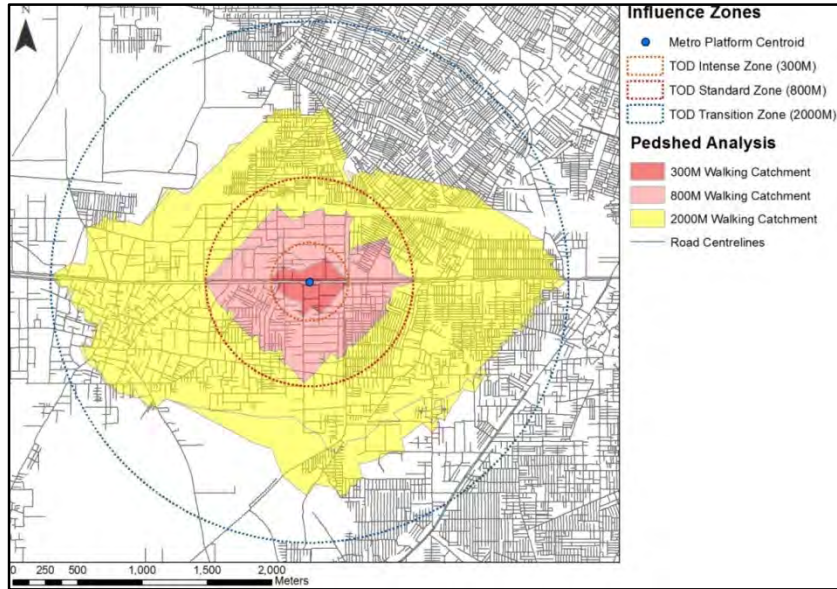 N
Influence Zones
Metro Platform Centroid
TOD Intense Zone (300M)
TOD Standard Zone (800M)
TOD Transition Zone (2000M)
Pedshed Analysis
300M Walking Catchment
800M Walking Catchment
2000M Walking Catchment
Road Centrelines
0 250 500 1,000 1,500 2,000
Meters